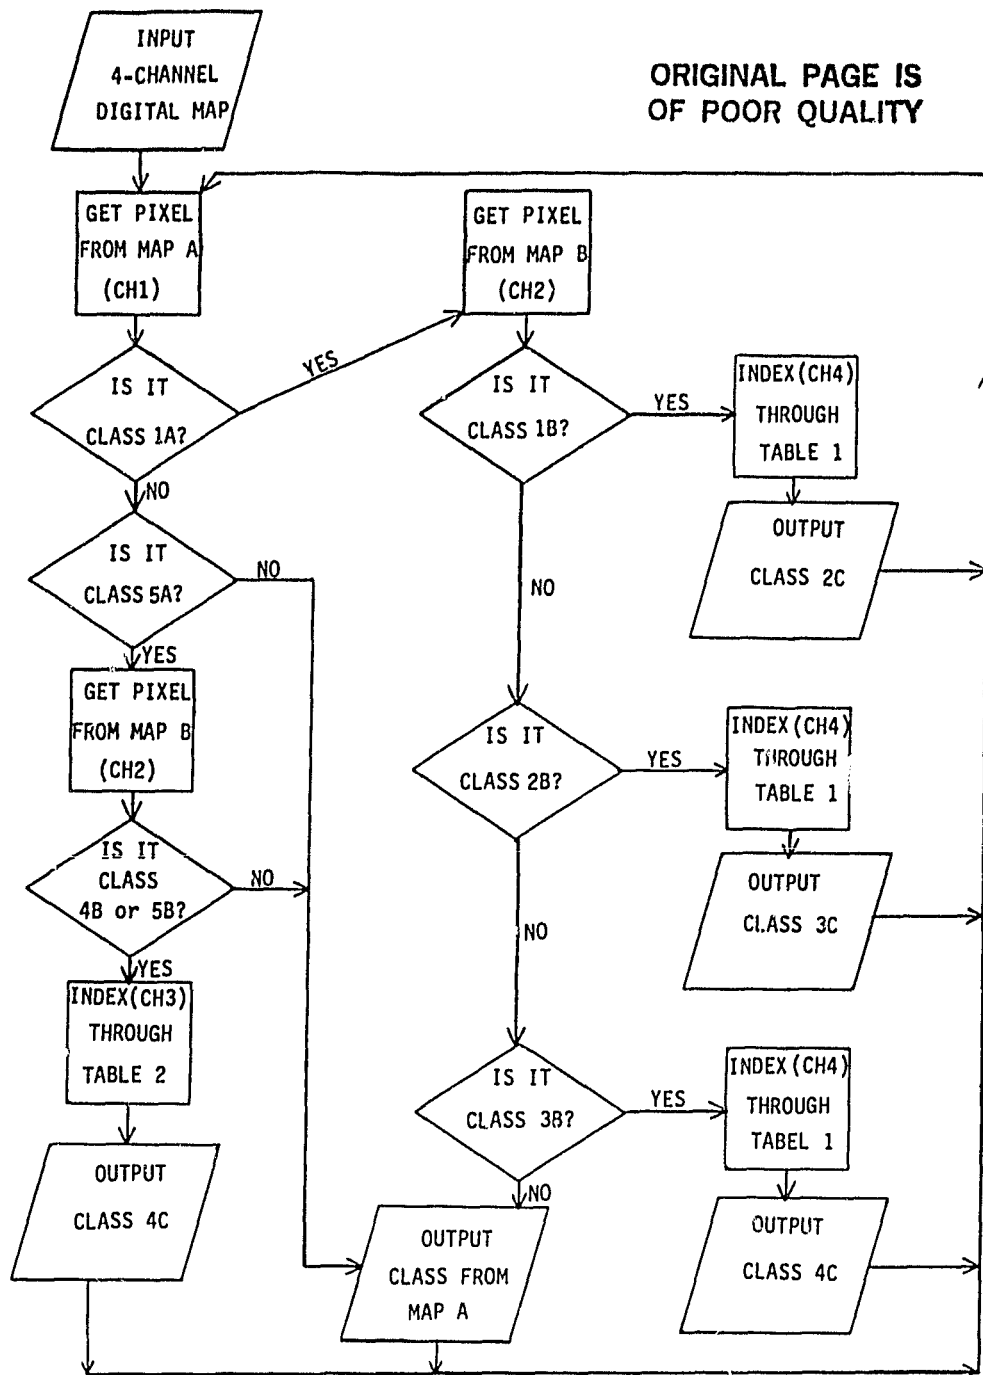 INPUT
4-CHANNEL
DIGITAL MAP
ORIGINAL PAGE IS
OF POOR QUALITY
GET PIXEL
FROM MAP A
(CH1)
IS IT
CLASS 1A?
YES
NO
IS IT
CLASS 5A?
NO
YES
GET PIXEL
FROM MAP B
(CH2)
IS IT
CLASS
4B or 5B?
NO
YES
INDEX(CH3)
THROUGH
TABLE 2
OUTPUT
CLASS 4C
GET PIXEL
FROM MAP B
(CH2)
IS IT
CLASS 1B?
YES
INDEX(CH4)
THROUGH
TABLE 1
OUTPUT
CLASS 2C
NO
IS IT
CLASS 2B?
YES
INDEX(CH4)
THROUGH
TABLE 1
OUTPUT
CLASS 3C
NO
IS IT
CLASS 3B?
YES
INDEX(CH4)
THROUGH
TABEL 1
OUTPUT
CLASS 4C
NO
OUTPUT
CLASS FROM
MAP A